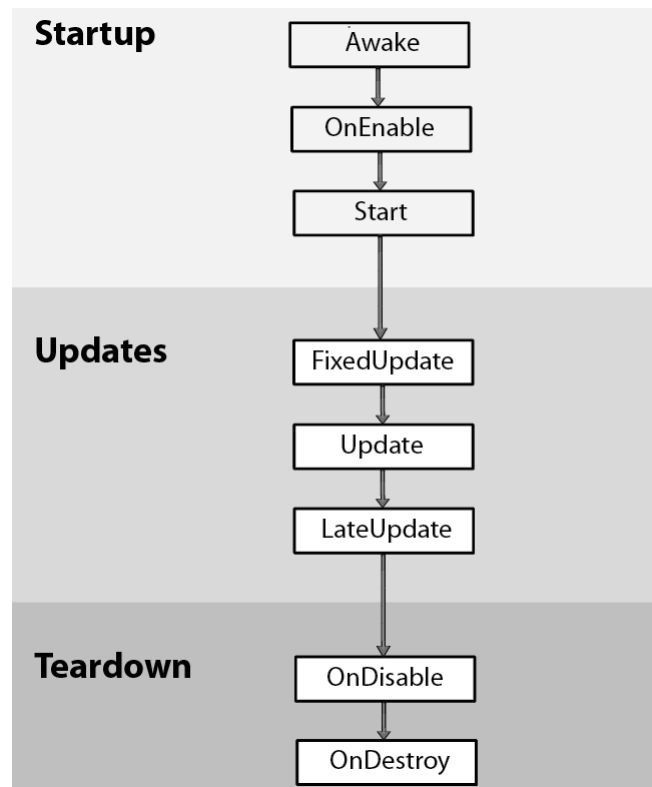 Startup
Awake
OnEnable
Start
Updates
FixedUpdate
Update
LateUpdate
Teardown
OnDisable
OnDestroy